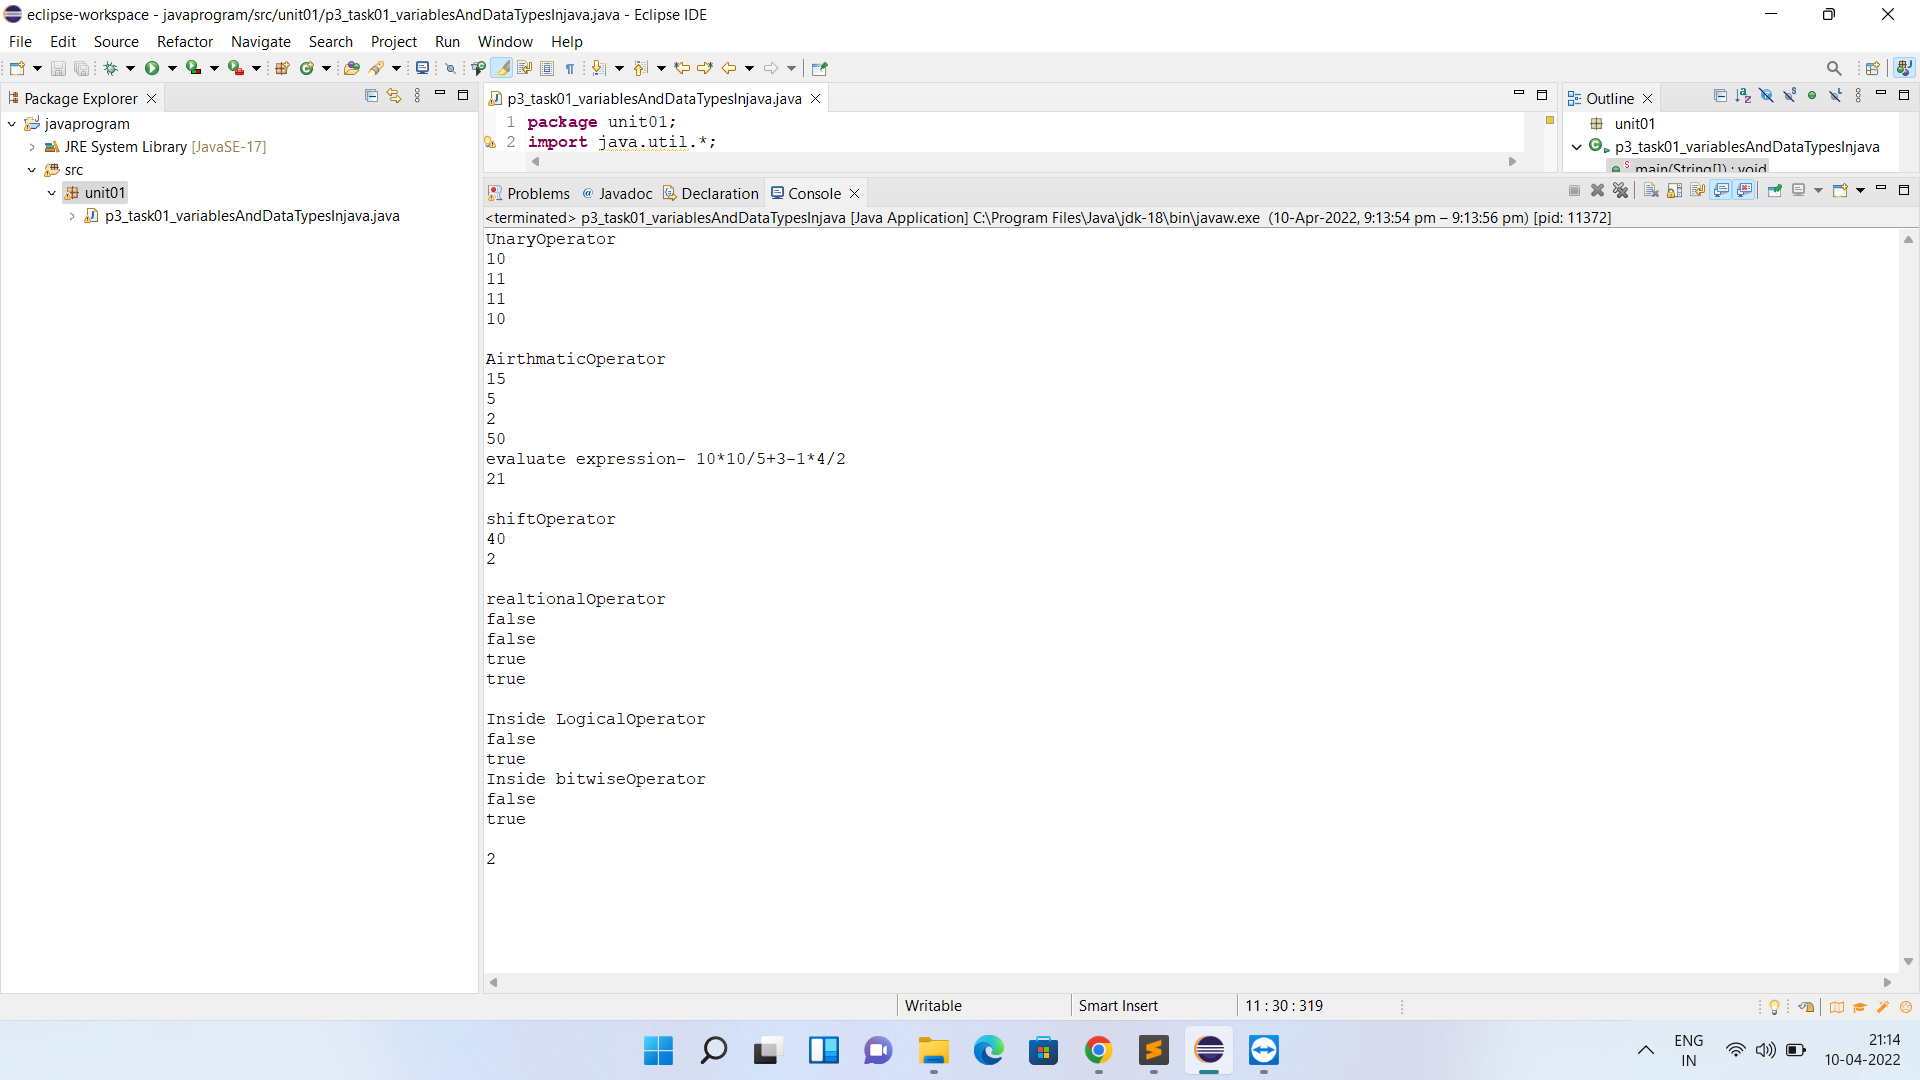 eclipse-workspace - javaprogram/src/unit01/p3_task01_variablesAndDataTypesInjava.java - Eclipse IDE
File Edit Source Refactor Navigate Search Project Run Window Help
Package Explorer
javaprogram
JRE System Library [JavaSE-17]
src
unit01
p3_task01_variablesAndDataTypesInjava.java
p3_task01_variablesAndDataTypesInjava.java
1 package unit01;
2 import java.util.*;
Outline
unit01
p3_task01_variablesAndDataTypesInjava
main(String[]) : void
Problems Javadoc Declaration Console
<terminated> p3_task01_variablesAndDataTypesInjava [Java Application] C:\Program Files\Java\jdk-18\bin\javaw.exe (10-Apr-2022, 9:13:54 pm – 9:13:56 pm) [pid: 11372]
UnaryOperator
10
11
11
10
AirthmaticOperator
15
5
2
50
evaluate expression- 10*10/5+3-1*4/2
21
shiftOperator
40
2
realtionalOperator
false
false
true
true
Inside LogicalOperator
false
true
Inside bitwiseOperator
false
true
2
Writable Smart Insert 11 : 30 : 319
ENG
IN
21:14
10-04-2022